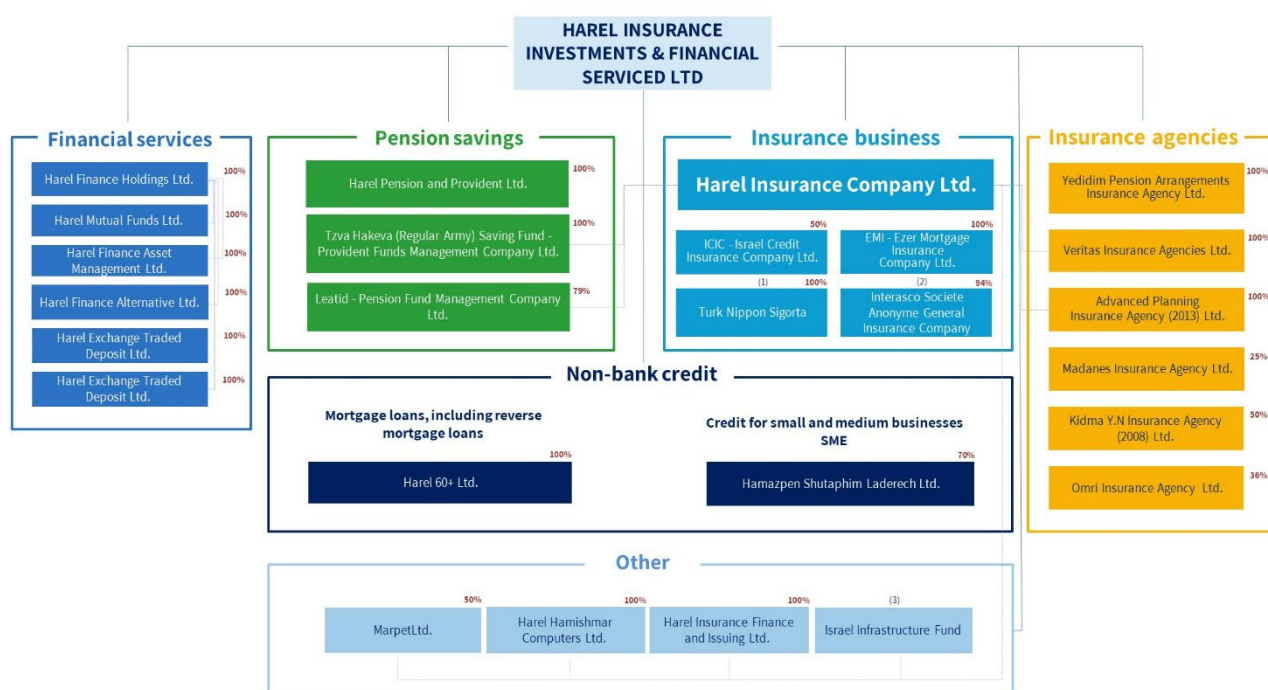 HAREL INSURANCE
INVESTMENTS & FINANCIAL
SERVICED LTD
Financial services
100%
Harel Finance Holdings Ltd.
100%
Harel Mutual Funds Ltd.
100%
Harel Finance Asset
Management Ltd.
100%
Harel Finance Alternative Ltd.
100%
Harel Exchange Traded
Deposit Ltd.
100%
Harel Exchange Traded
Deposit Ltd.
Pension savings
100%
Harel Pension and Provident Ltd.
100%
Tzva Hakeva (Regular Army) Saving Fund -
Provident Funds Management Company Ltd.
79%
Leatid - Pension Fund Management Company
Ltd.
Insurance business
Harel Insurance Company Ltd.
50%
ICIC - Israel Credit
Insurance Company Ltd.
100%
EMI - Ezer Mortgage
Insurance
Company Ltd.
(1)
100%
Turk Nippon Sigorta
(2)
94%
Interasco Societe
Anonyme General
Insurance Company
Insurance agencies
100%
Yedidim Pension Arrangements
Insurance Agency Ltd.
100%
Veritas Insurance Agencies Ltd.
100%
Advanced Planning
Insurance Agency (2013) Ltd.
25%
Madanes Insurance Agency Ltd.
50%
Kidma Y.N Insurance Agency
(2008) Ltd.
36%
Omri Insurance Agency Ltd.
Non-bank credit
Mortgage loans, including reverse
mortgage loans
100%
Harel 60+ Ltd.
Credit for small and medium businesses
SME
70%
Hamazpen Shutaphim Laderech Ltd.
Other
50%
MarpetLtd.
100%
Harel Hamishmar
Computers Ltd.
100%
Harel Insurance Finance
and Issuing Ltd.
(3)
Israel Infrastructure Fund